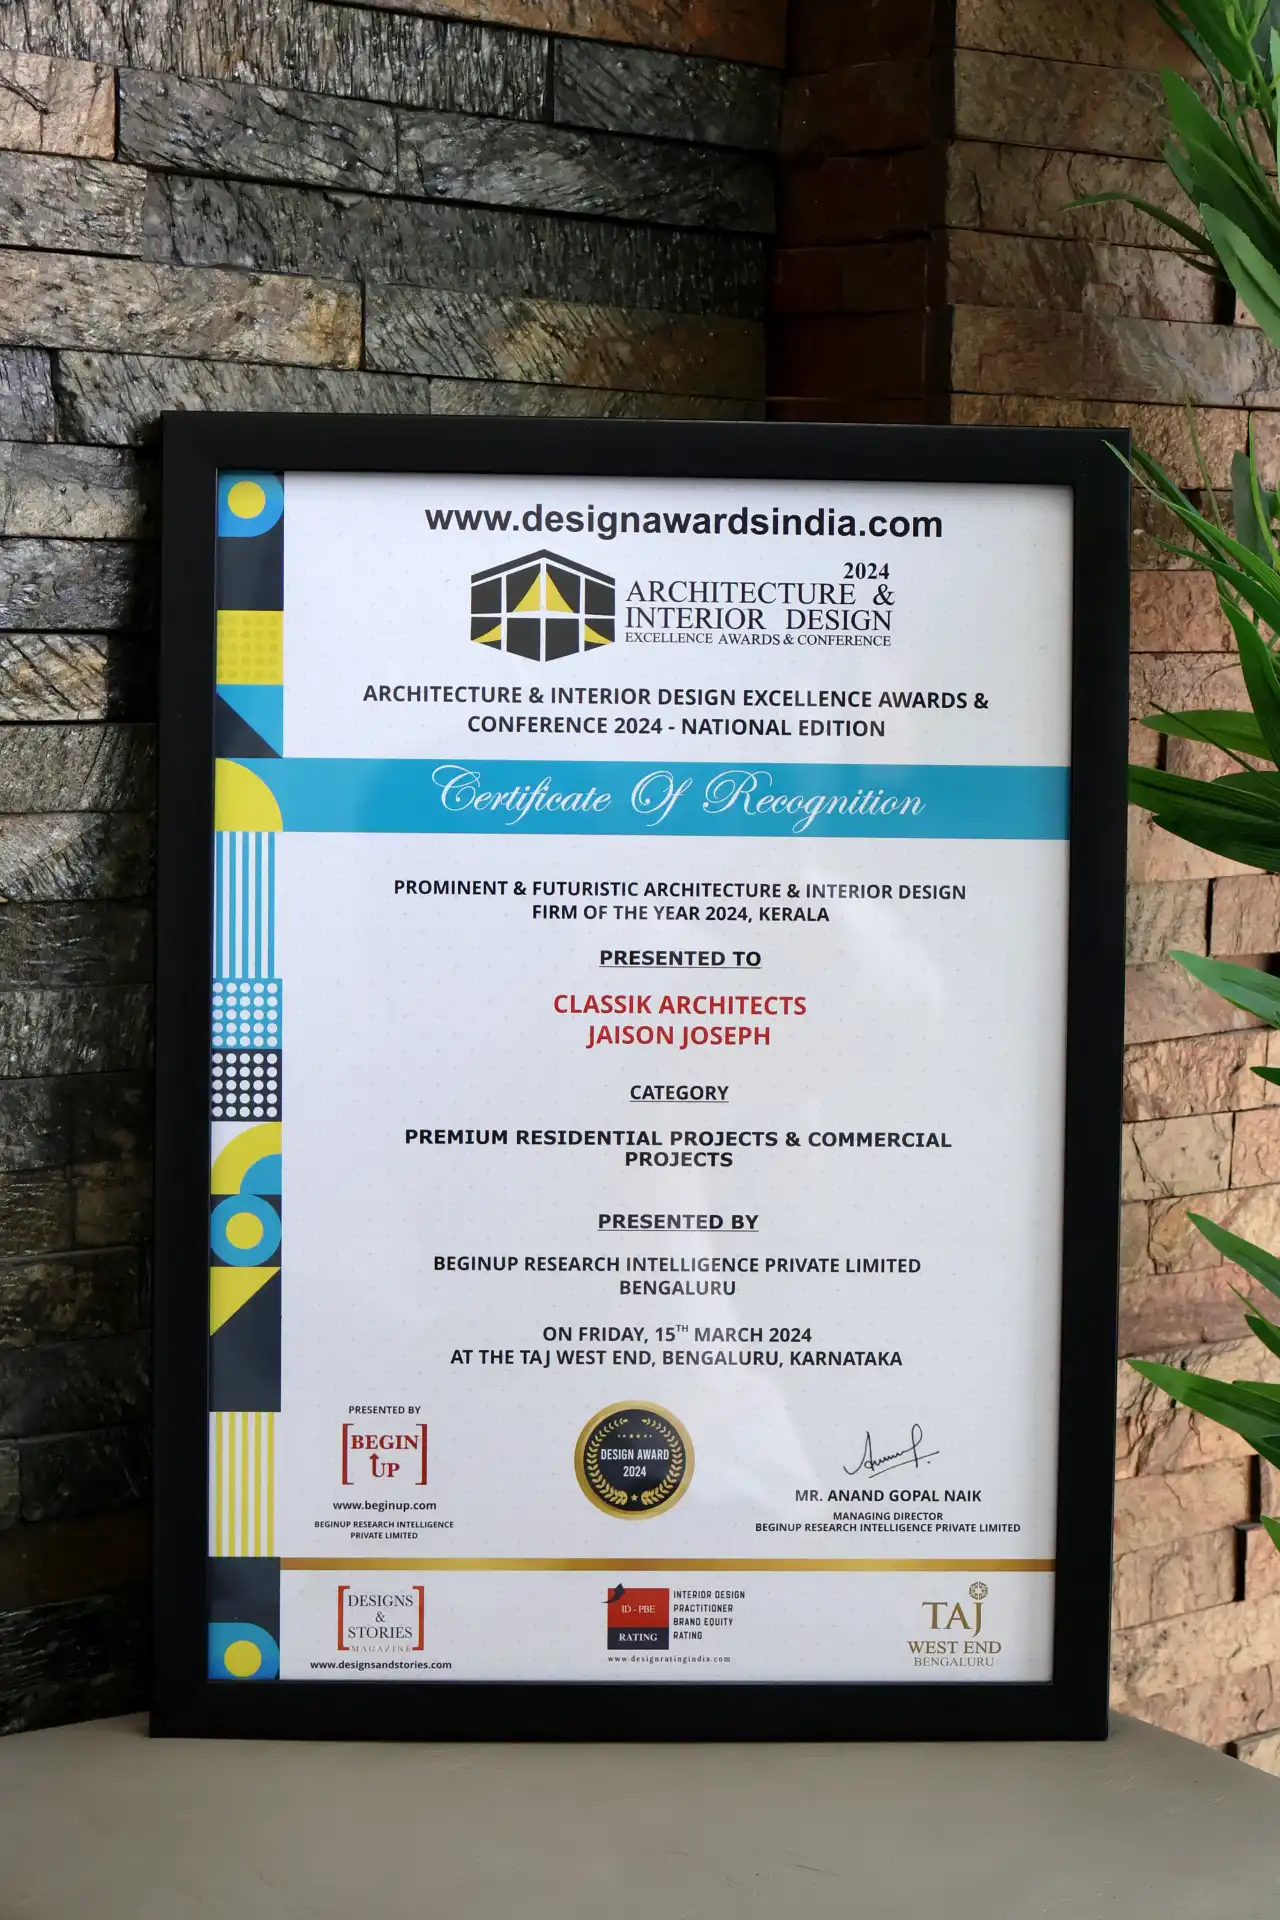 www.designawardsindia.com
2024
ARCHITECTURE &
INTERIOR DESIGN
EXCELLENCE AWARDS & CONFERENCE
ARCHITECTURE & INTERIOR DESIGN EXCELLENCE AWARDS &
CONFERENCE 2024 - NATIONAL EDITION
Certificate Of Recognition
PROMINENT & FUTURISTIC ARCHITECTURE & INTERIOR DESIGN
FIRM OF THE YEAR 2024, KERALA
PRESENTED TO
CLASSIK ARCHITECTS
JAISON JOSEPH
CATEGORY
PREMIUM RESIDENTIAL PROJECTS & COMMERCIAL
PROJECTS
PRESENTED BY
BEGINUP RESEARCH INTELLIGENCE PRIVATE LIMITED
BENGALURU
ON FRIDAY, 15TH MARCH 2024
AT THE TAJ WEST END, BENGALURU, KARNATAKA
PRESENTED BY
BEGIN
UP
www.beginup.com
BEGINUP RESEARCH INTELLIGENCE
PRIVATE LIMITED
DESIGN AWARD
2024
MR. ANAND GOPAL NAIK
MANAGING DIRECTOR
BEGINUP RESEARCH INTELLIGENCE PRIVATE LIMITED
DESIGNS
&
STORIES
MAGAZINE
www.designsandstories.com
ID - PBE
RATING
INTERIOR DESIGN
PRACTITIONER
BRAND EQUITY
RATING
www.designratingindia.com
TAJ
WEST END
BENGALURU